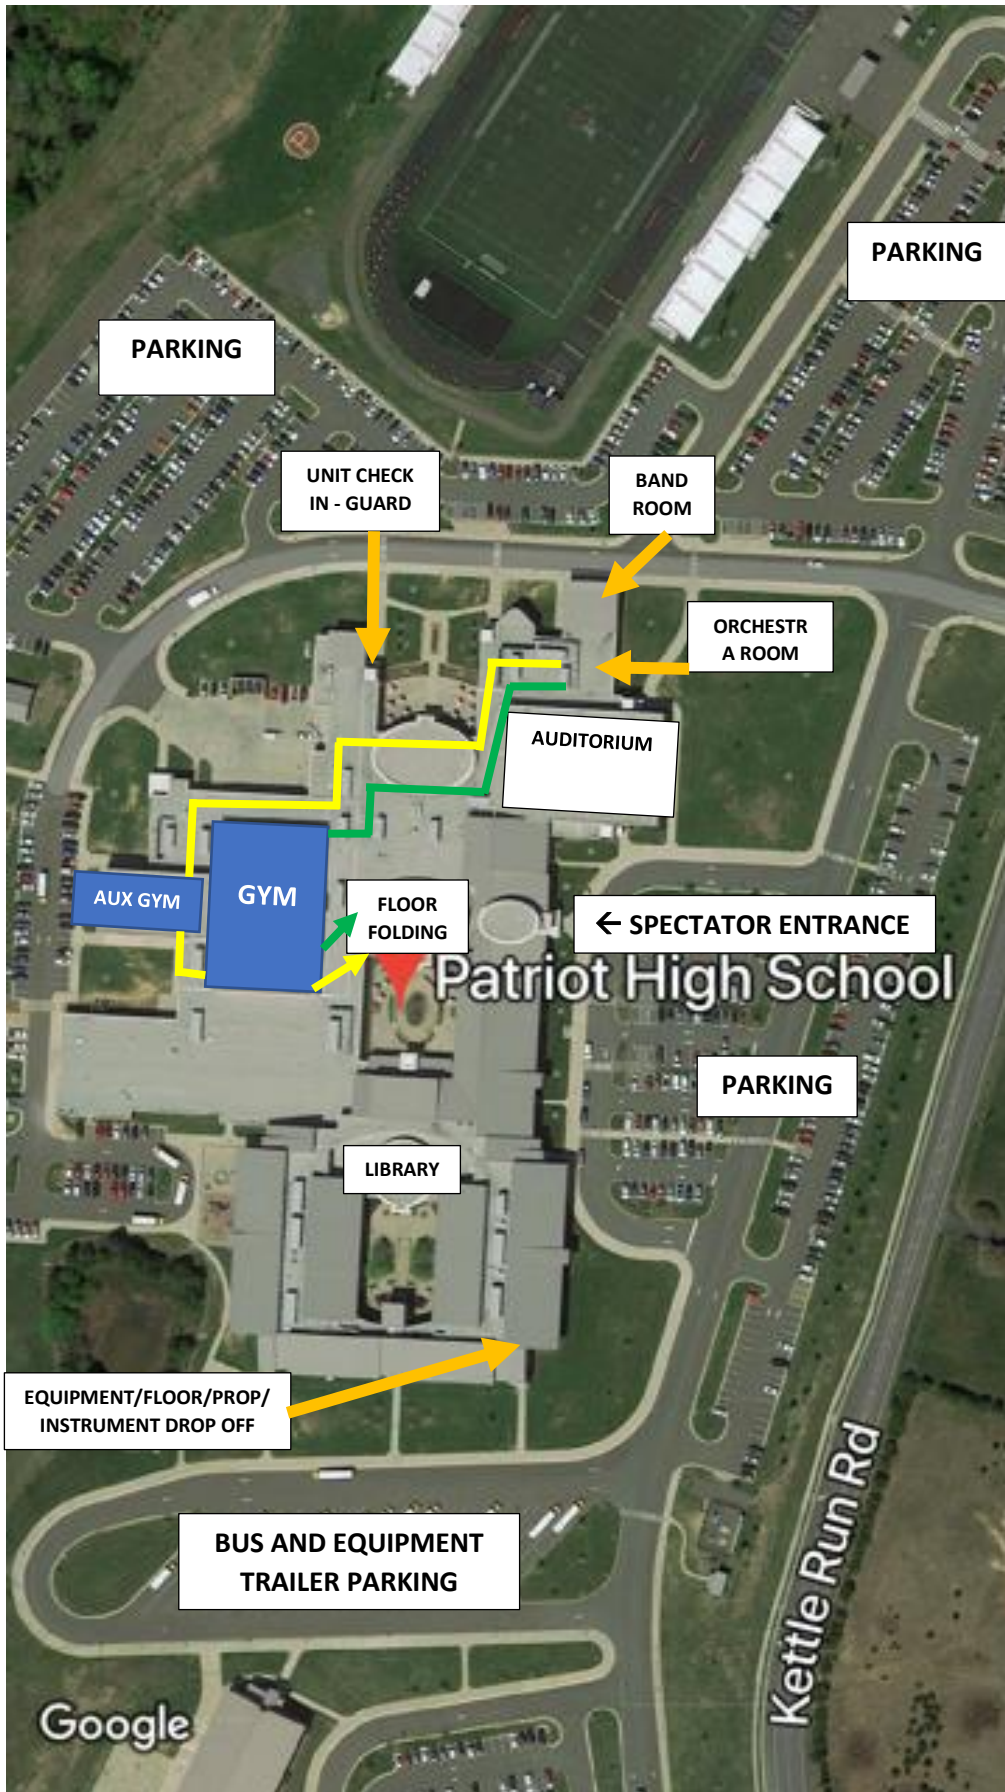 PARKING
PARKING
UNIT CHECK
IN - GUARD
BAND
ROOM
ORCHESTR
A ROOM
AUDITORIUM
AUX GYM
GYM
FLOOR
FOLDING
← SPECTATOR ENTRANCE
Patriot High School
PARKING
LIBRARY
EQUIPMENT/FLOOR/PROP/
INSTRUMENT DROP OFF
BUS AND EQUIPMENT
TRAILER PARKING
Kettle Run Rd
Google